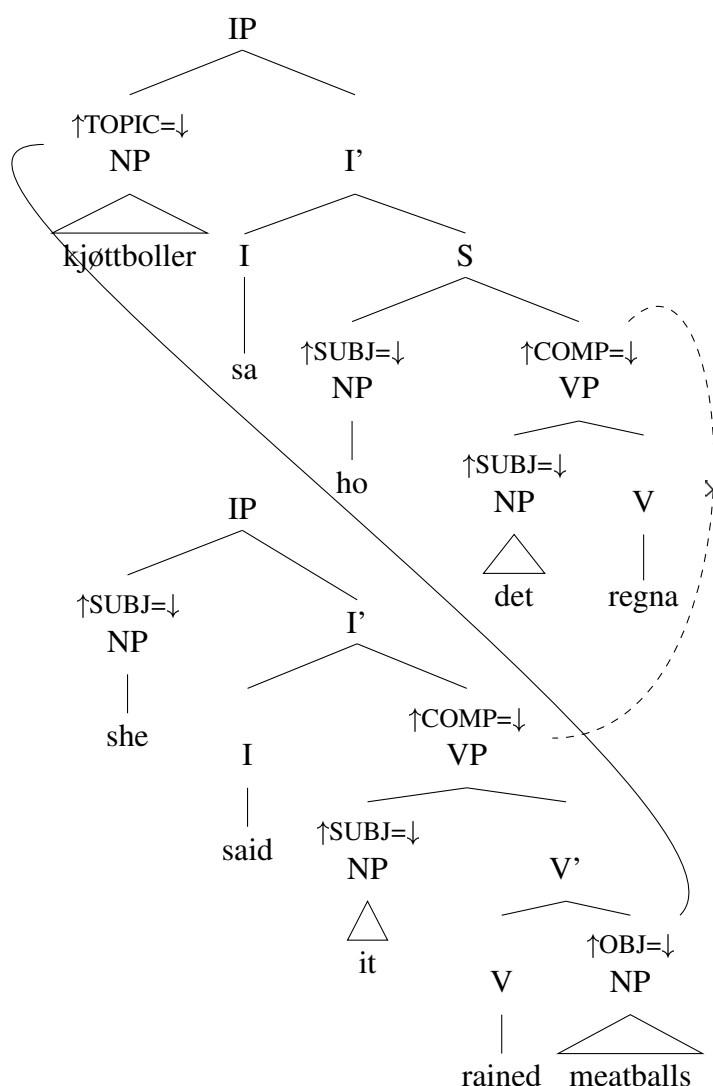 IP
↑TOPIC=↓
NP I’
kjøttboller I S
sa ↑SUBJ=↓ ↑COMP=↓
NP VP
ho ↑SUBJ=↓
NP V
det regna
IP
↑SUBJ=↓
NP I’
she ↑COMP=↓
I VP
said ↑SUBJ=↓
NP V’
it ↑OBJ=↓
V NP
rained meatballs